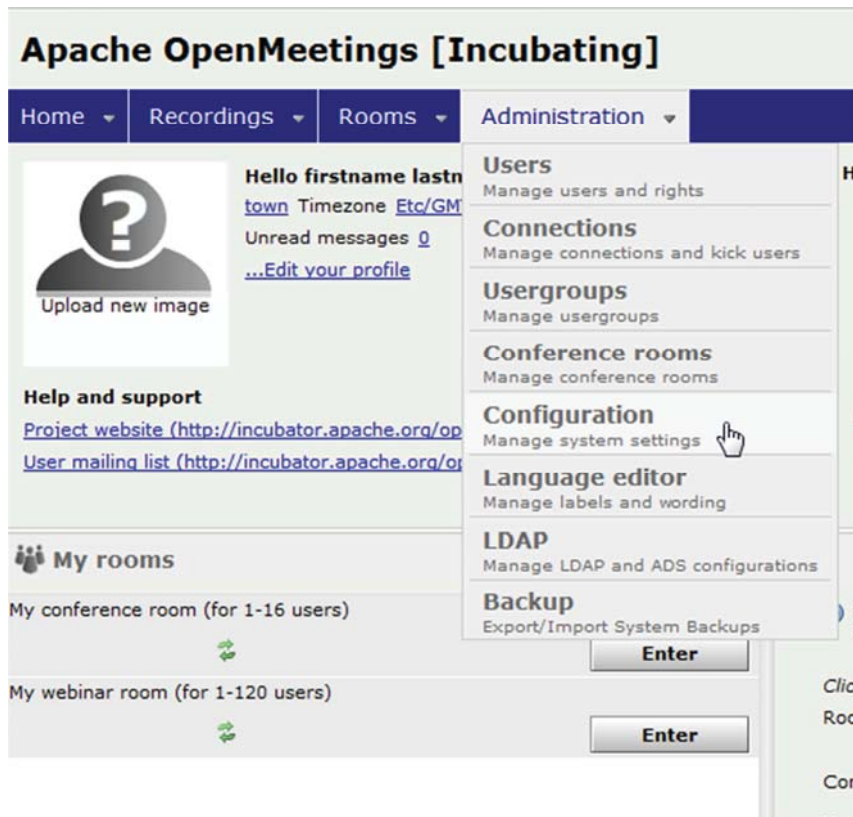 Apache OpenMeetings [Incubating]
Home Recordings Rooms Administration
Hello firstname lastn
town Timezone Etc/GM
Unread messages 0
...Edit your profile
Upload new image
Help and support
Project website (http://incubator.apache.org/op
User mailing list (http://incubator.apache.org/op
Users
Manage users and rights
Connections
Manage connections and kick users
Usergroups
Manage usergroups
Conference rooms
Manage conference rooms
Configuration
Manage system settings
Language editor
Manage labels and wording
LDAP
Manage LDAP and ADS configurations
Backup
Export/Import System Backups
My rooms
My conference room (for 1-16 users)
Enter
My webinar room (for 1-120 users)
Enter
H
Clic
Roo
Con